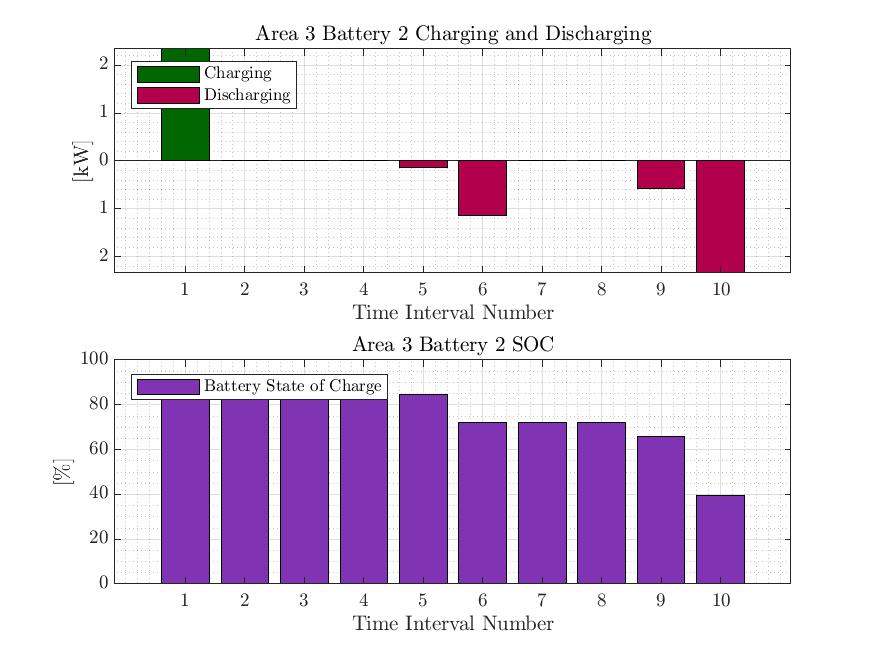 Area 3 Battery 2 Charging and Discharging
2
1
0
1
2
[kW]
Charging
Discharging
1 2 3 4 5 6 7 8 9 10
Time Interval Number
Area 3 Battery 2 SOC
100
80
60
40
20
0
[%]
Battery State of Charge
1 2 3 4 5 6 7 8 9 10
Time Interval Number